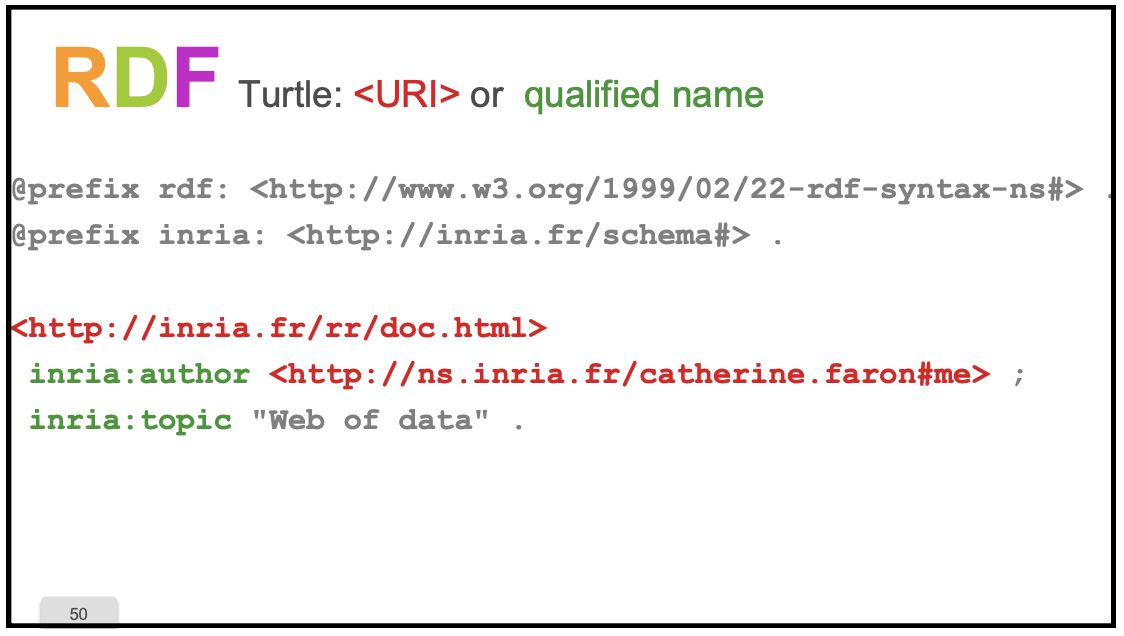 RDF Turtle: <URI> or qualified name
@prefix rdf: <http://www.w3.org/1999/02/22-rdf-syntax-ns#> .
@prefix inria: <http://inria.fr/schema#> .
<http://inria.fr/rr/doc.html>
inria:author <http://ns.inria.fr/catherine.faron#me> ;
inria:topic "Web of data" .
50